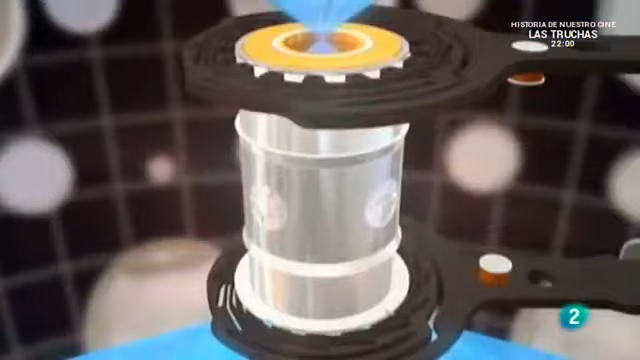 HISTORIA DE NUESTRO CINE
LAS TRUCHAS
22:00
2